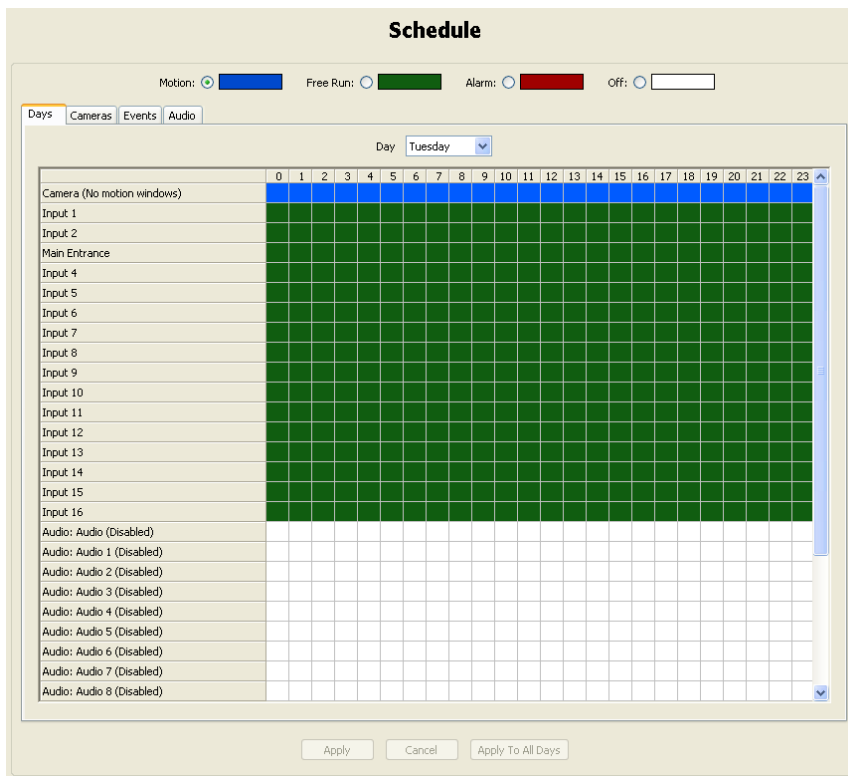 Schedule
Motion: Free Run: Alarm: Off:
Days Cameras Events Audio
Day Tuesday
0 1 2 3 4 5 6 7 8 9 10 11 12 13 14 15 16 17 18 19 20 21 22 23
Camera (No motion windows)
Input 1
Input 2
Main Entrance
Input 4
Input 5
Input 6
Input 7
Input 8
Input 9
Input 10
Input 11
Input 12
Input 13
Input 14
Input 15
Input 16
Audio: Audio (Disabled)
Audio: Audio 1 (Disabled)
Audio: Audio 2 (Disabled)
Audio: Audio 3 (Disabled)
Audio: Audio 4 (Disabled)
Audio: Audio 5 (Disabled)
Audio: Audio 6 (Disabled)
Audio: Audio 7 (Disabled)
Audio: Audio 8 (Disabled)
Apply Cancel Apply To All Days